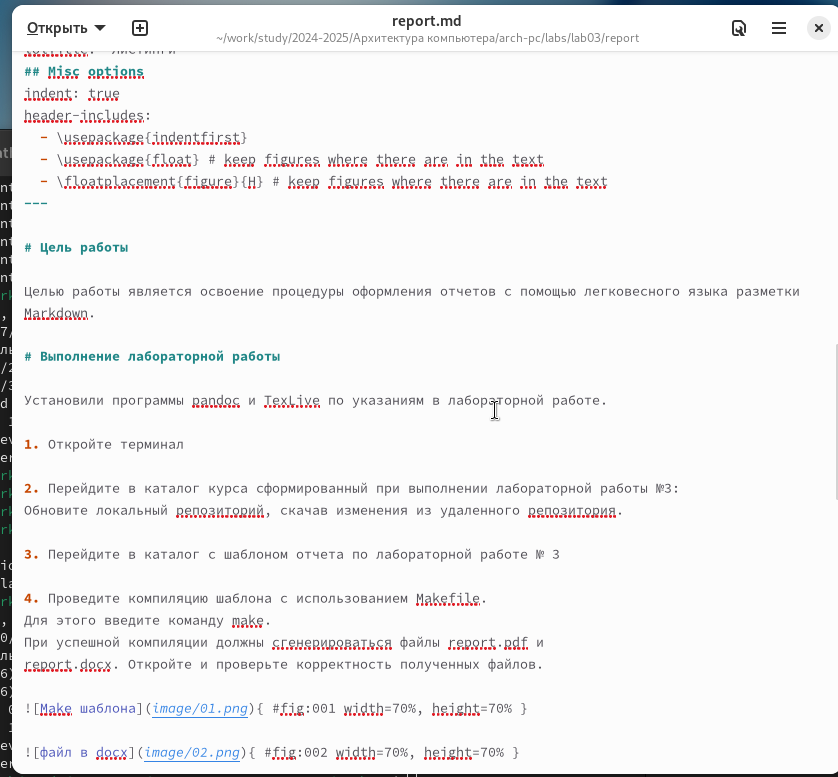 Открыть
report.md
~/work/study/2024-2025/Архитектура компьютера/arch-pc/labs/lab03/report
## Misc options
indent: true
header-includes:
- \usepackage{indentfirst}
- \usepackage{float} # keep figures where there are in the text
- \floatplacement{figure}{H} # keep figures where there are in the text
---
# Цель работы
Целью работы является освоение процедуры оформления отчетов с помощью легковесного языка разметки
Markdown.
# Выполнение лабораторной работы
Установили программы pandoc и TexLive по указаниям в лабораторной работе.
1. Откройте терминал
2. Перейдите в каталог курса сформированный при выполнении лабораторной работы №3:
Обновите локальный репозиторий, скачав изменения из удаленного репозитория.
3. Перейдите в каталог с шаблоном отчета по лабораторной работе № 3
4. Проведите компиляцию шаблона с использованием Makefile.
Для этого введите команду make.
При успешной компиляции должны сгенерироваться файлы report.pdf и
report.docx. Откройте и проверьте корректность полученных файлов.
![Make шаблона](image/01.png){ #fig:001 width=70%, height=70% }
![файл в docx](image/02.png){ #fig:002 width=70%, height=70% }